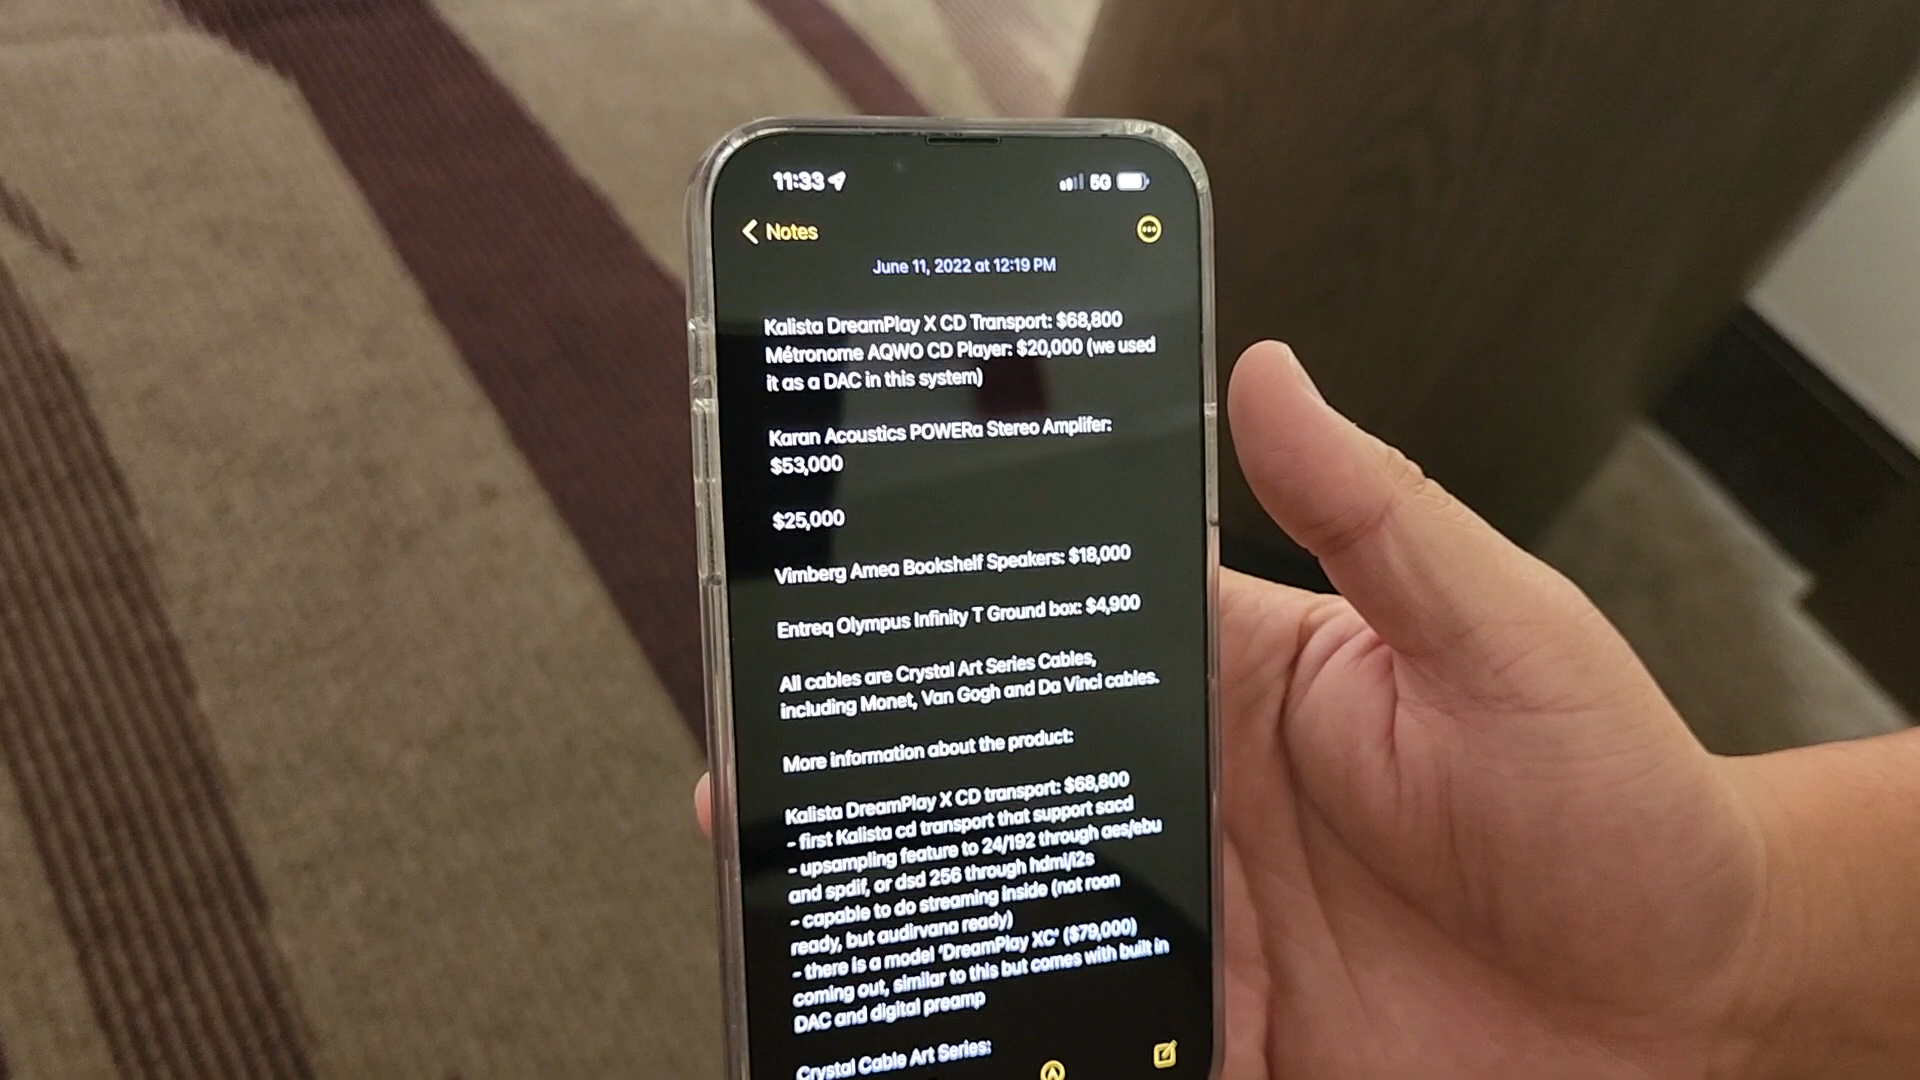 11:33
5G
Notes
June 11, 2022 at 12:19 PM
Kalista DreamPlay X CD Transport: $68,800
Métronome AQWO CD Player: $20,000 (we used
it as a DAC in this system)
Karan Acoustics POWERa Stereo Amplifer:
$53,000
$25,000
Vimberg Amea Bookshelf Speakers: $18,000
Entreq Olympus Infinity T Ground box: $4,900
All cables are Crystal Art Series Cables,
including Monet, Van Gogh and Da Vinci cables.
More information about the product:
Kalista DreamPlay X CD transport: $68,800
- first Kalista cd transport that support sacd
- upsampling feature to 24/192 through aes/ebu
and spdif, or dsd 256 through hdmi/i2s
- capable to do streaming inside (not roon
ready, but audirvana ready)
- there is a model ‘DreamPlay XC’ ($79,000)
coming out, similar to this but comes with built in
DAC and digital preamp
Crystal Cable Art Series: